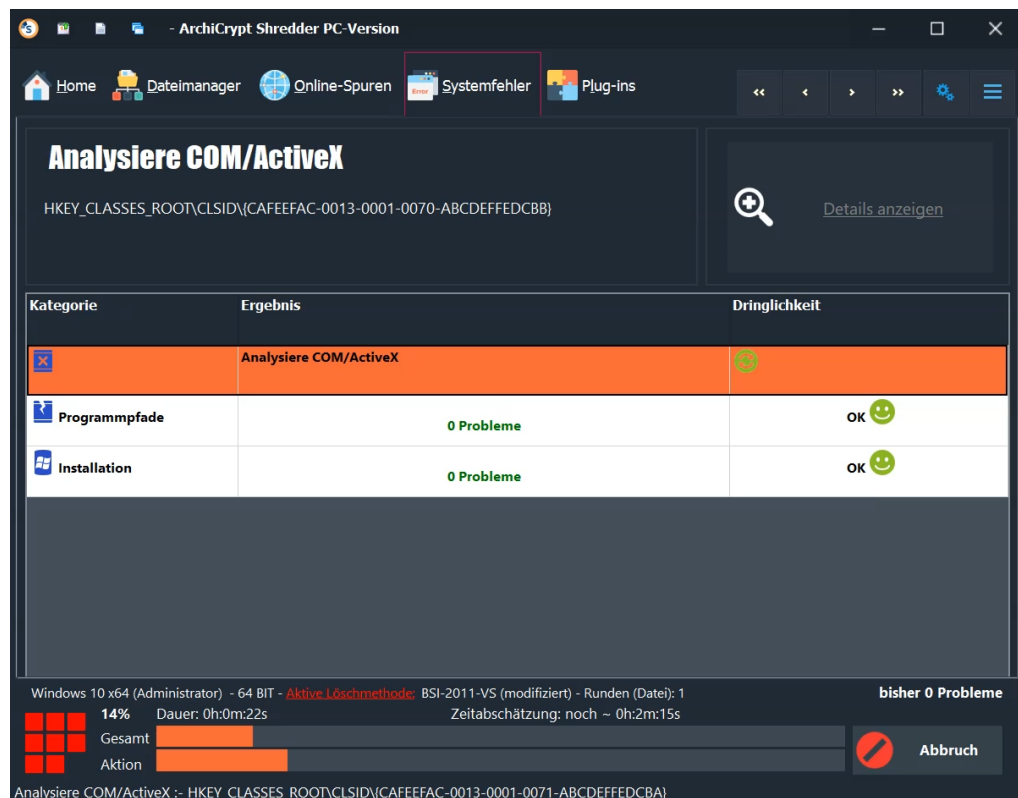 - ArchiCrypt Shredder PC-Version
Home Dateimanager Online-Spuren Error Systemfehler Plug-ins
Analysiere COM/ActiveX
HKEY_CLASSES_ROOT\CLSID\{CAFEEFAC-0013-0001-0070-ABCDEFFEDCBB}
Details anzeigen
Kategorie Ergebnis Dringlichkeit
Analysiere COM/ActiveX
Programmpfade 0 Probleme OK
Installation 0 Probleme OK
Windows 10 x64 (Administrator) - 64 BIT - Aktive Löschmethode: BSI-2011-VS (modifiziert) - Runden (Datei): 1 bisher 0 Probleme
14% Dauer: 0h:0m:22s Zeitabschätzung: noch ~ 0h:2m:15s
Gesamt
Aktion
Abbruch
Analysiere COM/ActiveX :- HKEY_CLASSES_ROOT\CLSID\{CAFEEFAC-0013-0001-0071-ABCDEFFEDCBA}